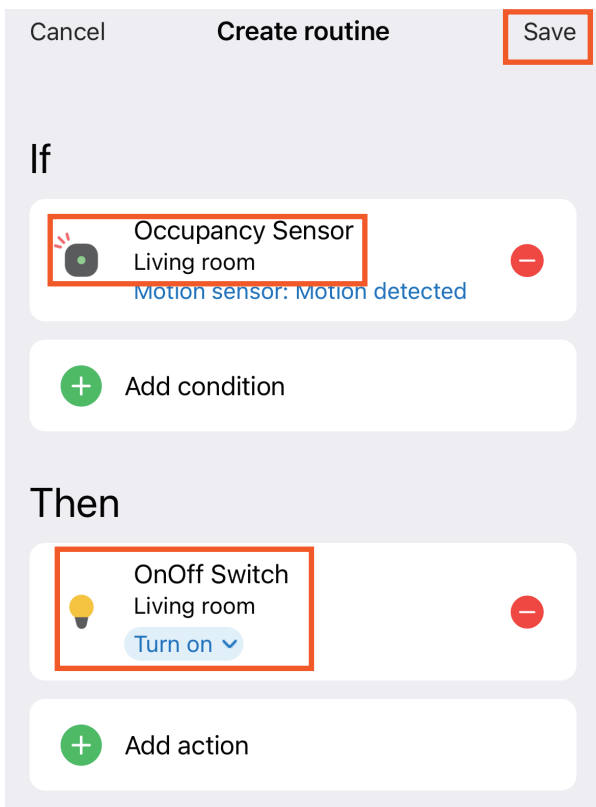 Cancel
Create routine
Save
If
Occupancy Sensor
Living room
Motion sensor: Motion detected
Add condition
Then
OnOff Switch
Living room
Turn on
Add action